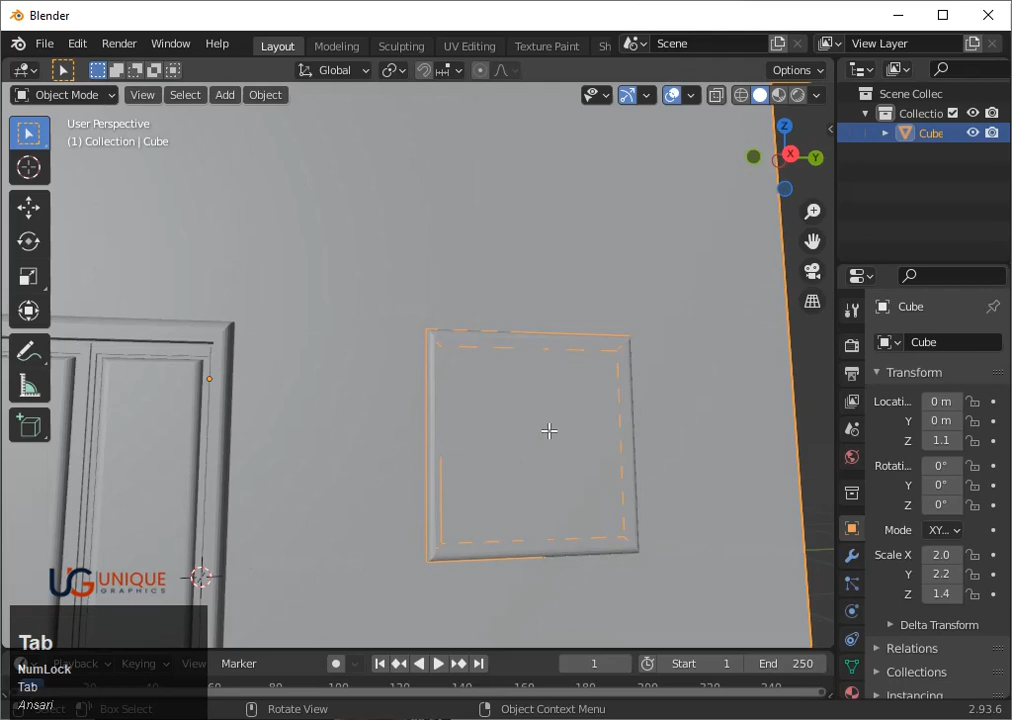 Blender
File Edit Render Window Help
Layout Modeling Sculpting UV Editing Texture Paint Sh
Scene
View Layer
Global
Options
Object Mode View Select Add Object
User Perspective
(1) Collection | Cube
Z
X
Y
Scene Collec
Collectio
Cube
Cube
Cube
Transform
Locati... 0 m
Y 0 m
Z 1.1
Rotati... 0°
Y 0°
Z 0°
Mode XY...
Scale X 2.0
Y 2.2
Z 1.4
Delta Transform
Relations
Collections
Instancing
UG UNIQUE
GRAPHICS
Tab
NumLock
Tab
Ansari
Playback Keying View Marker
1 Start 1 End 250
Select Box Select Rotate View Object Context Menu 2.93.6